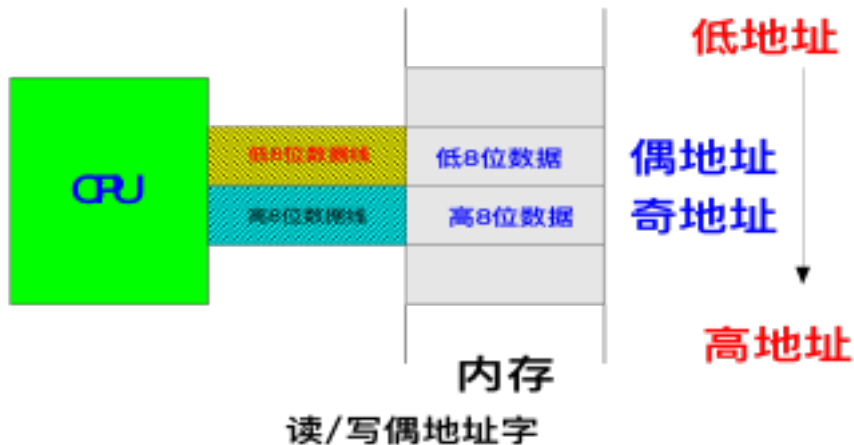 低地址
低8位数据线
低8位数据
偶地址
CPU
高8位数据线
高8位数据
奇地址
高地址
内存
读/写偶地址字